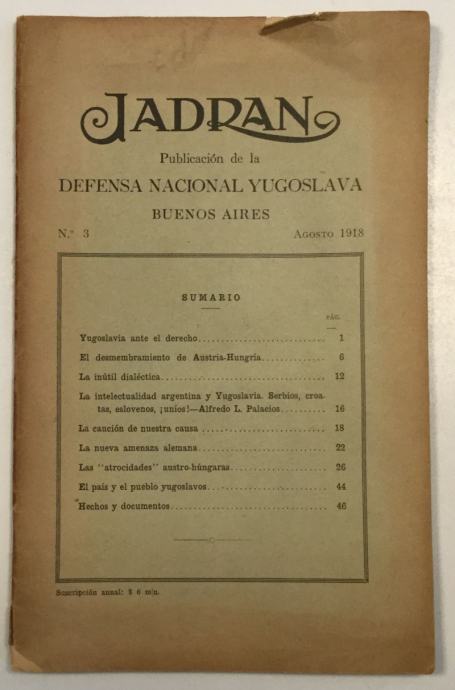 JADRAN
Publicación de la
DEFENSA NACIONAL YUGOSLAVA
BUENOS AIRES
N.º 3 AGOSTO 1918
SUMARIO
PÁG.
Yugoslavia ante el derecho 1
El desmembramiento de Austria-Hungría 6
La inútil dialéctica 12
La intelectualidad argentina y Yugoslavia. Serbios, croa-
tas, eslovenos, ¡uníos!—Alfredo L. Palacios 16
La caución de nuestra causa 18
La nueva amenaza alemana 22
Las "atrocidades" austro-húngaras 26
El país y el pueblo yugoslavos 44
Hechos y documentos 46
Suscripción anual: $ 6 m|n.